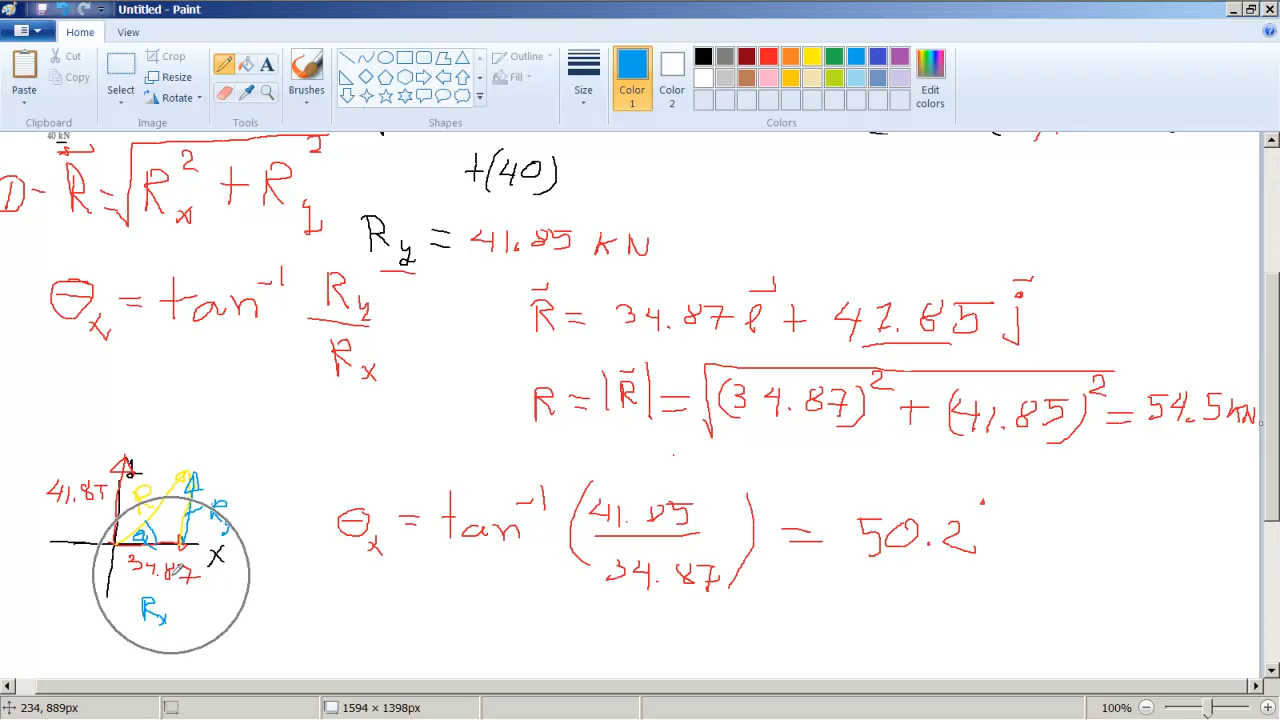 Untitled - Paint
Home View
Paste
Cut
Copy
Clipboard
Select
Crop
Resize
Rotate
Image
A
Tools
Brushes
Outline
Fill
Shapes
Size
Color 1
Color 2
Edit colors
Colors
40 kN
D - R = √ Rx² + Ry²
+(40)
Ry = 41.85 KN
θx = tan⁻¹ Ry / Rx
R = 34.87 i + 41.85 j
R = |R| = √ (34.87)² + (41.85)² = 54.5 kN
41.85
R
Ry
θx
x
34.87
Rx
θx = tan⁻¹ (41.85 / 34.87) = 50.2°
234, 889px
1594 × 1398px
100%